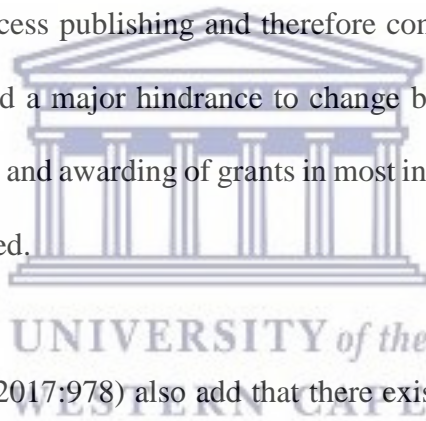 cess publishing and therefore con
d a major hindrance to change b
and awarding of grants in most in
ed.
UNIVERSITY of the
2017:978) also add that there exis
WESTERN CAPE